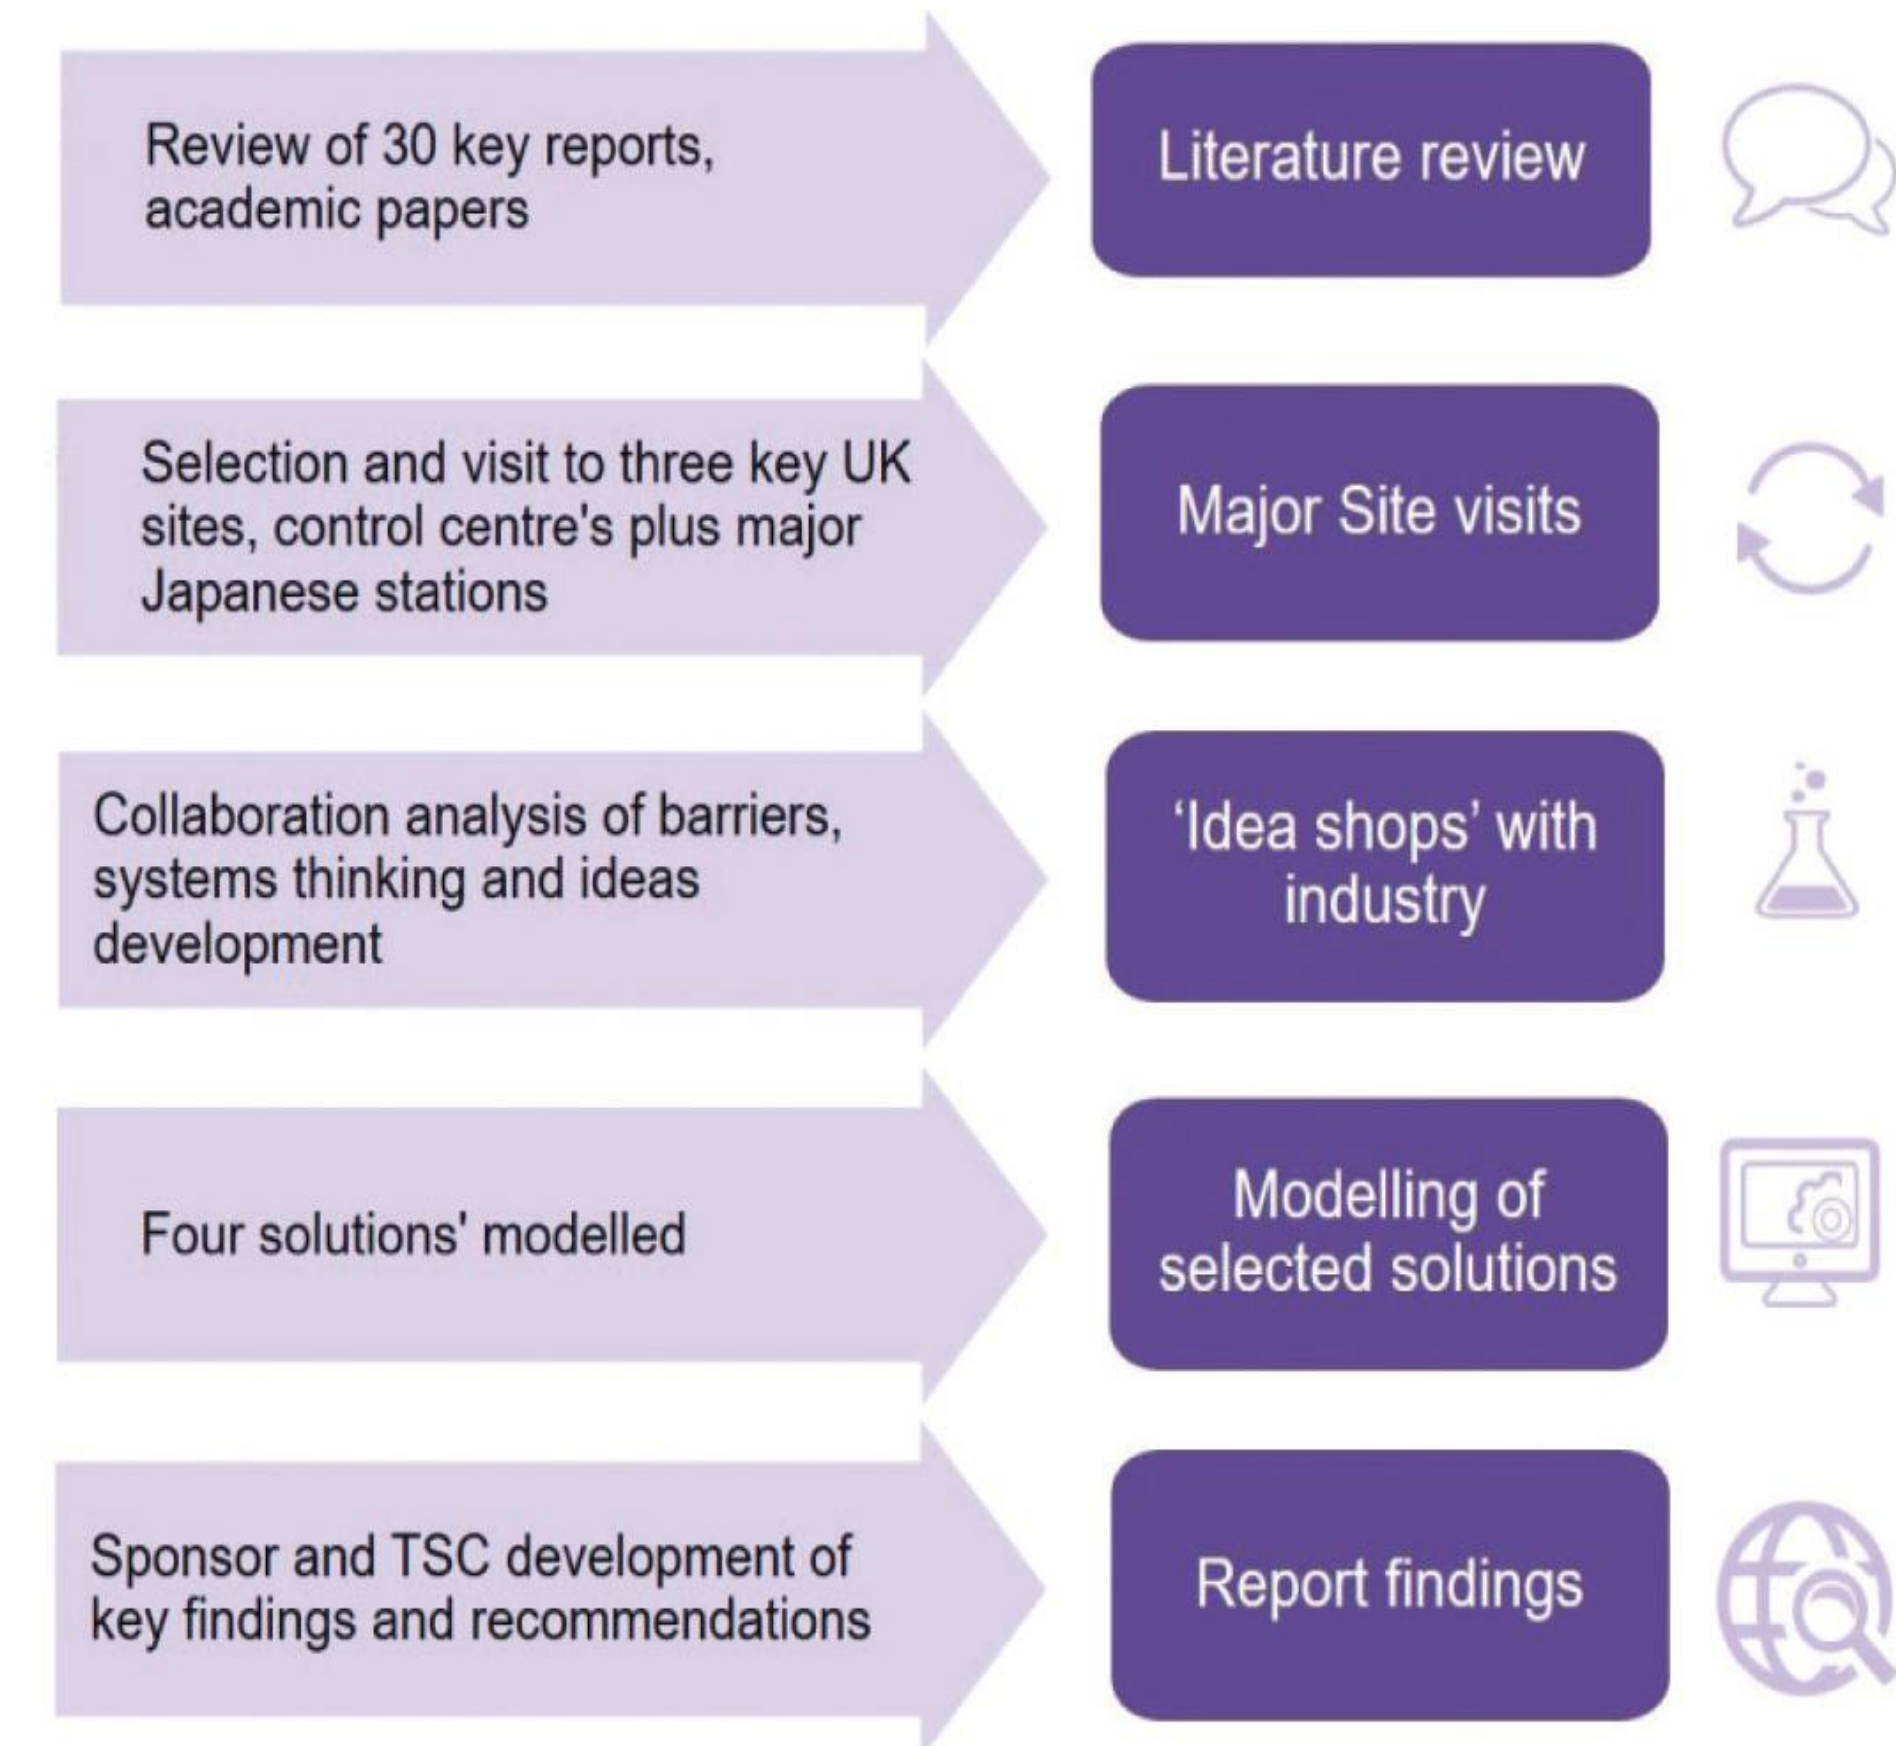 Review of 30 key reports,
academic papers
Literature review
Selection and visit to three key UK
sites, control centre's plus major
Japanese stations
Major Site visits
Collaboration analysis of barriers,
systems thinking and ideas
development
‘Idea shops’ with
industry
Four solutions' modelled
Modelling of
selected solutions
Sponsor and TSC development of
key findings and recommendations
Report findings